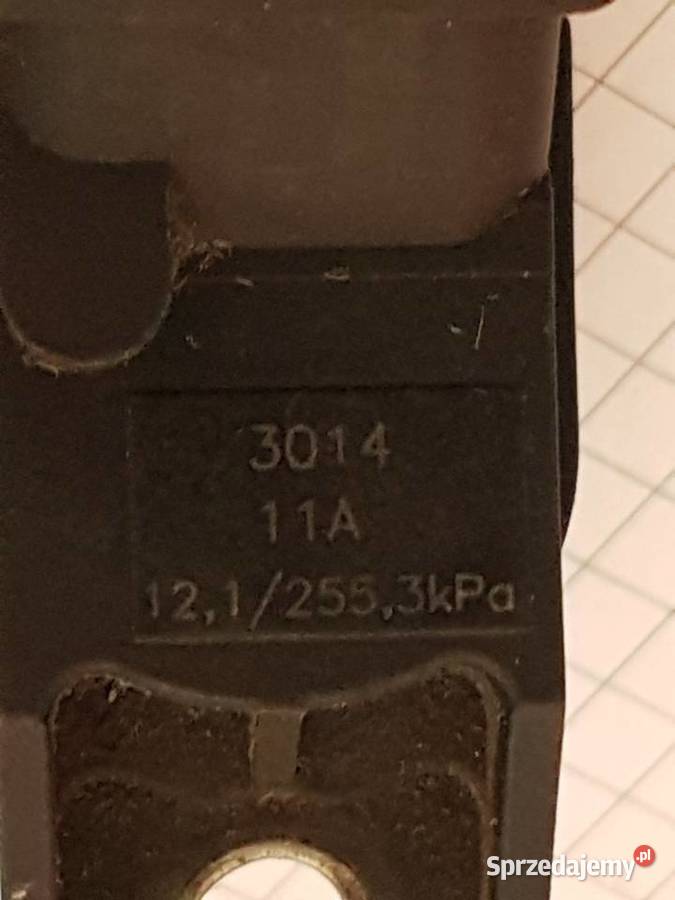 3014
11A
12,1/255,3kPa
Sprzedajemy.pl